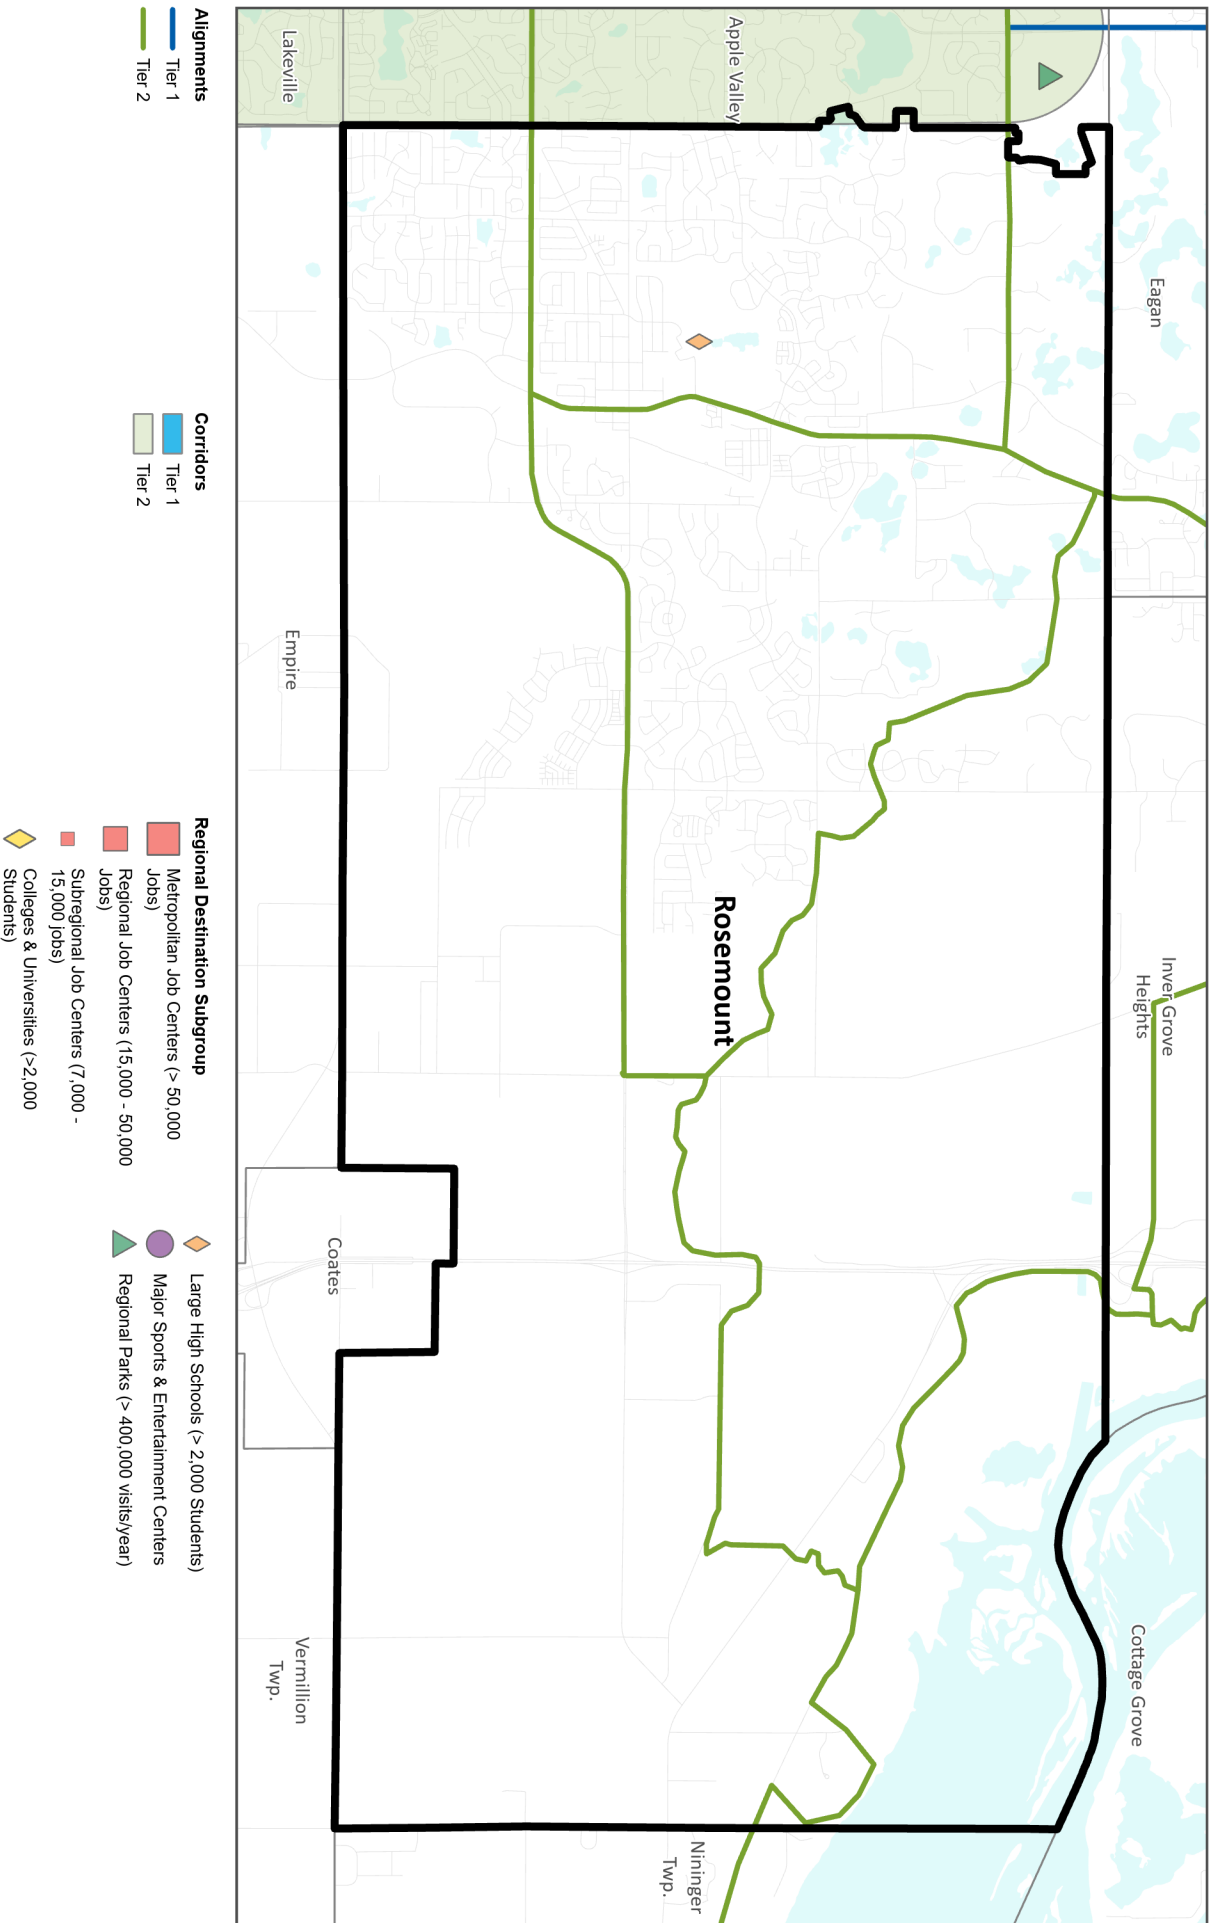 Eagan
Inver Grove
Heights
Cottage Grove
Apple Valley
Rosemount
Nininger
Twp.
Lakeville
Empire
Coates
Vermillion
Twp.
Alignments
Tier 1
Tier 2
Corridors
Tier 1
Tier 2
Regional Destination Subgroup
Metropolitan Job Centers (> 50,000
Jobs)
Regional Job Centers (15,000 - 50,000
Jobs)
Subregional Job Centers (7,000 -
15,000 jobs)
Colleges & Universities (>2,000
Students)
Large High Schools (> 2,000 Students)
Major Sports & Entertainment Centers
Regional Parks (> 400,000 visits/year)